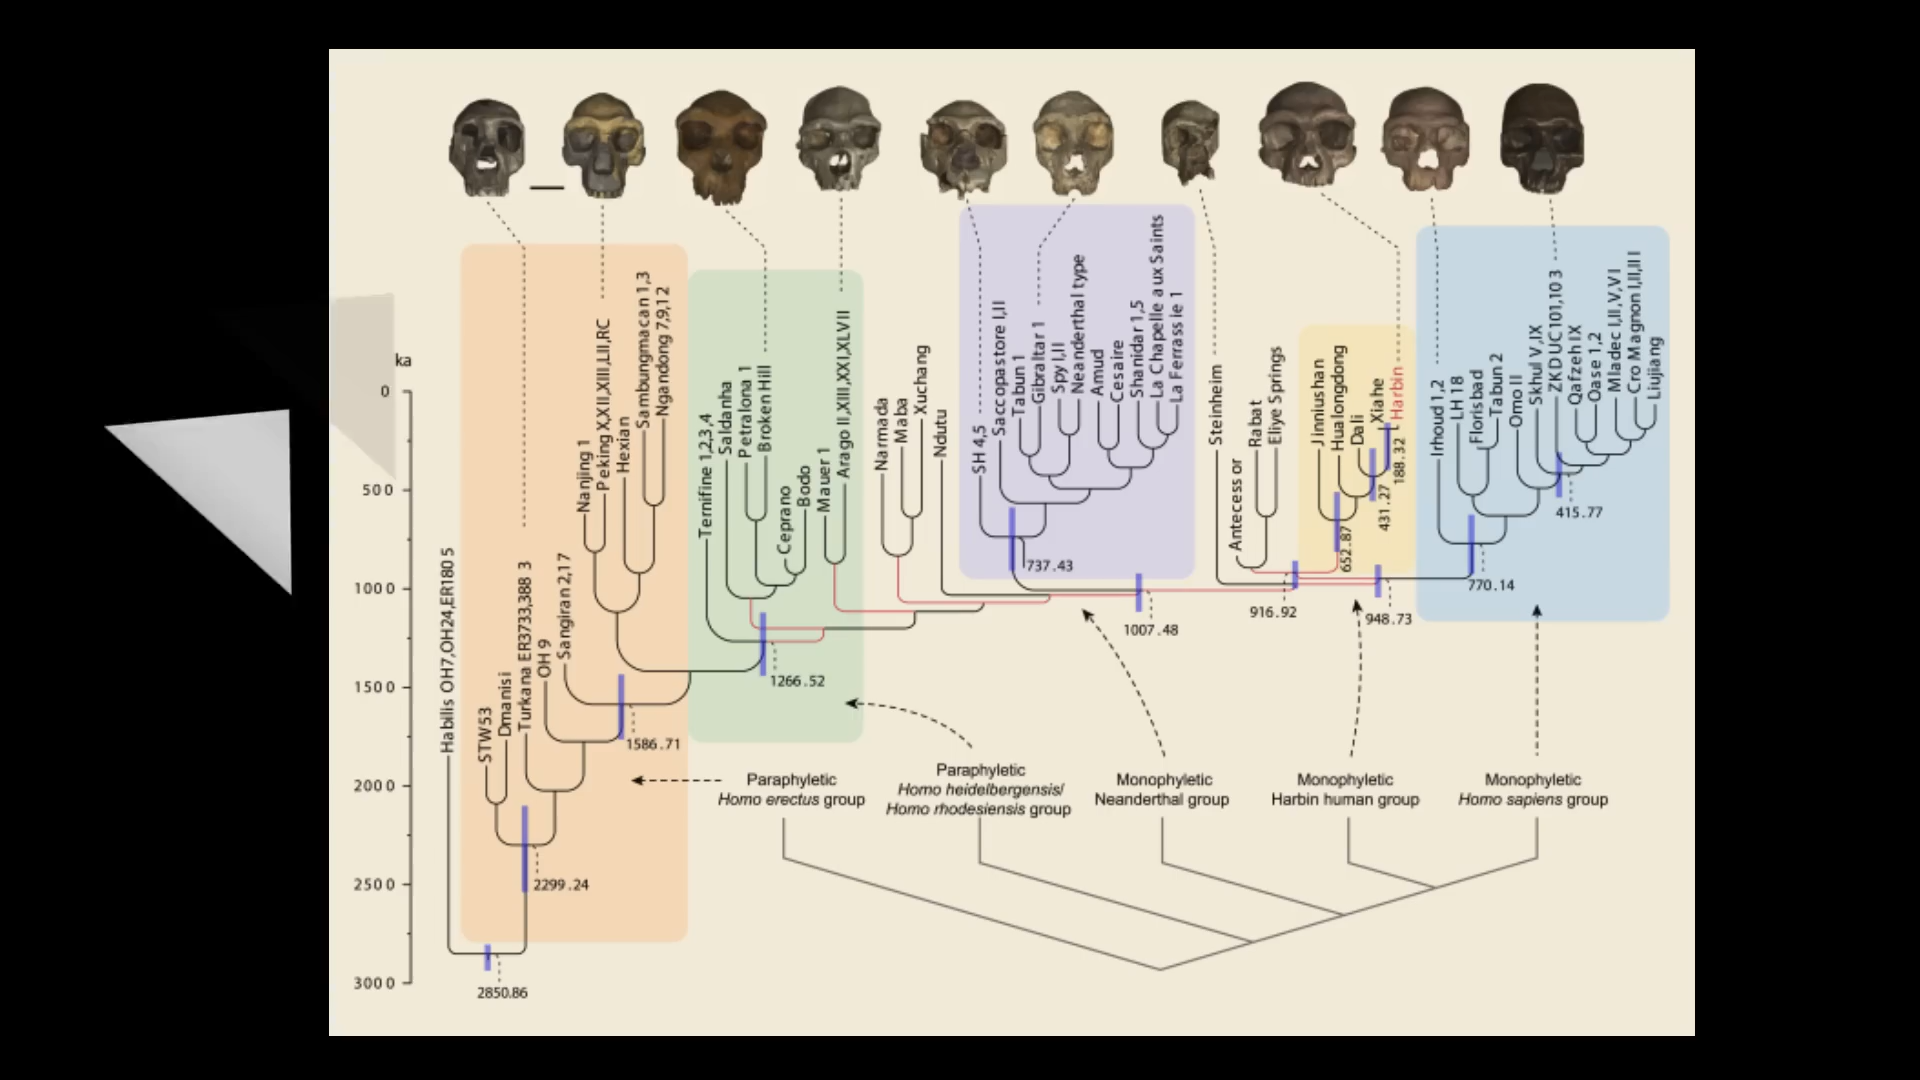 ka
0
500
1000
1500
2000
2500
3000
Habilis OH7,OH24,ER1805
STW53
Dmanisi
Turkana ER3733,3883
OH 9
Sangiran 2,17
Nanjing 1
Peking X,XII,XIII,LII,RC
Hexian
Sambungmacan 1,3
Ngandong 7,9,12
Ternifine 1,2,3,4
Saldanha
Petralona 1
Broken Hill
Ceprano
Bodo
Mauer 1
Arago II,XIII,XXI,XLVII
Narmada
Maba
Xuchang
Ndutu
SH 4,5
Saccopastore I,II
Tabun 1
Gibraltar 1
Spy I,II
Neanderthal type
Amud
Cesaire
Shanidar 1,5
La Chapelle aux Saints
La Ferrassie 1
Steinheim
Antecessor
Rabat
Eliye Springs
Jinniushan
Hualongdong
Dali
Xiahe
Harbin
Irhoud 1,2
LH 18
Florisbad
Tabun 2
Omo II
Skhul V,IX
ZKD UC101,103
Qafzeh IX
Oase 1,2
Mladec I,II,V,VI
Cro Magnon I,II,III
Liujiang
188.32
431.27
652.87
415.77
737.43
770.14
916.92
948.73
1007.48
1266.52
1586.71
2299.24
2850.86
Paraphyletic
Homo erectus group
Paraphyletic
Homo heidelbergensis/
Homo rhodesiensis group
Monophyletic
Neanderthal group
Monophyletic
Harbin human group
Monophyletic
Homo sapiens group